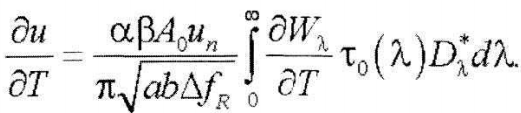 ∂u/∂T = αβA₀uₙ/(π√(abΔf_R)) ∫₀^∞ ∂W_λ/∂T τ₀(λ)D*_λ dλ.